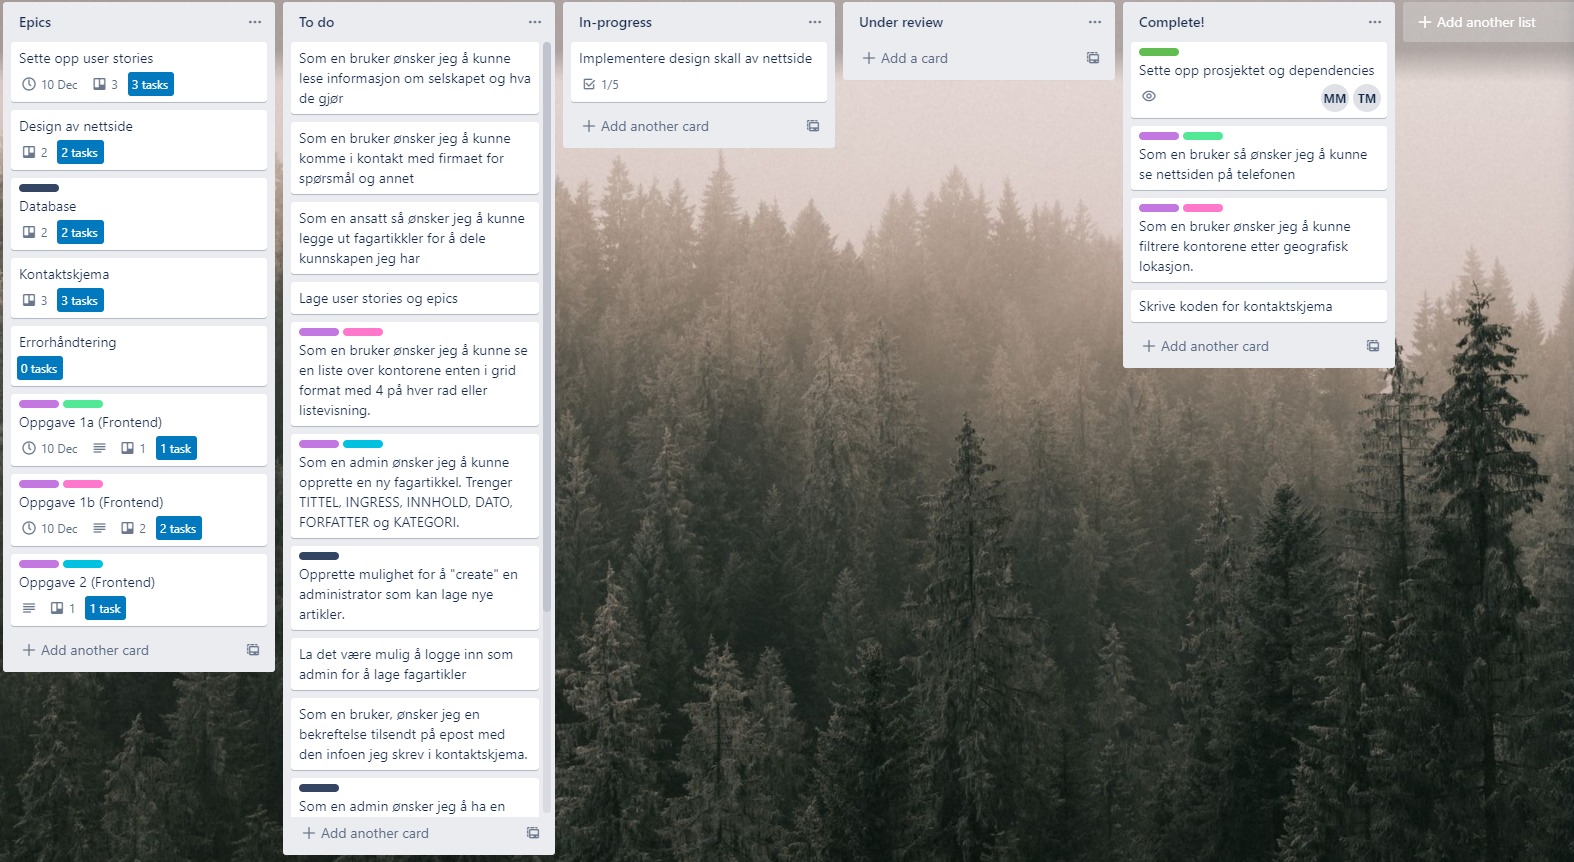 Epics
Sette opp user stories
10 Dec 3 3 tasks
Design av nettside
2 2 tasks
Database
2 2 tasks
Kontaktskjema
3 3 tasks
Errorhåndtering
0 tasks
Oppgave 1a (Frontend)
10 Dec 1 1 task
Oppgave 1b (Frontend)
10 Dec 2 2 tasks
Oppgave 2 (Frontend)
1 1 task
Add another card
To do
Som en bruker ønsker jeg å kunne
lese informasjon om selskapet og hva
de gjør
Som en bruker ønsker jeg å kunne
komme i kontakt med firmaet for
spørsmål og annet
Som en ansatt så ønsker jeg å kunne
legge ut fagartikkler for å dele
kunnskapen jeg har
Lage user stories og epics
Som en bruker ønsker jeg å kunne se
en liste over kontorene enten i grid
format med 4 på hver rad eller
listevisning.
Som en admin ønsker jeg å kunne
opprette en ny fagartikkel. Trenger
TITTEL, INGRESS, INNHOLD, DATO,
FORFATTER og KATEGORI.
Opprette mulighet for å "create" en
administrator som kan lage nye
artikler.
La det være mulig å logge inn som
admin for å lage fagartikler
Som en bruker, ønsker jeg en
bekreftelse tilsendt på epost med
den infoen jeg skrev i kontaktskjema.
Som en admin ønsker jeg å ha en
Add another card
In-progress
Implementere design skall av nettside
1/5
Add another card
Under review
Add a card
Complete!
Sette opp prosjektet og dependencies
MM TM
Som en bruker så ønsker jeg å kunne
se nettsiden på telefonen
Som en bruker ønsker jeg å kunne
filtrere kontorene etter geografisk
lokasjon.
Skrive koden for kontaktskjema
Add another card
Add another list